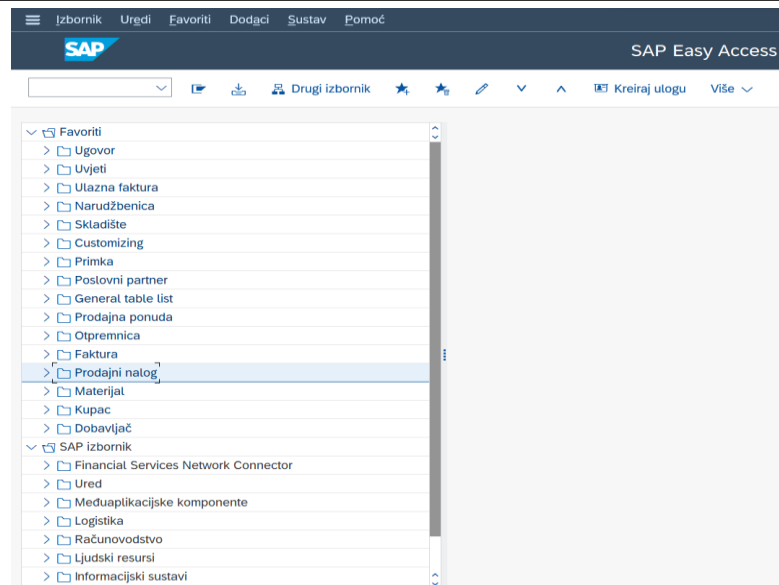 Izbornik Uredi Favoriti Dodaci Sustav Pomoć
SAP SAP Easy Access
Drugi izbornik Kreiraj ulogu Više
Favoriti
Ugovor
Uvjeti
Ulazna faktura
Narudžbenica
Skladište
Customizing
Primka
Poslovni partner
General table list
Prodajna ponuda
Otpremnica
Faktura
Prodajni nalog
Materijal
Kupac
Dobavljač
SAP izbornik
Financial Services Network Connector
Ured
Međuaplikacijske komponente
Logistika
Računovodstvo
Ljudski resursi
Informacijski sustavi